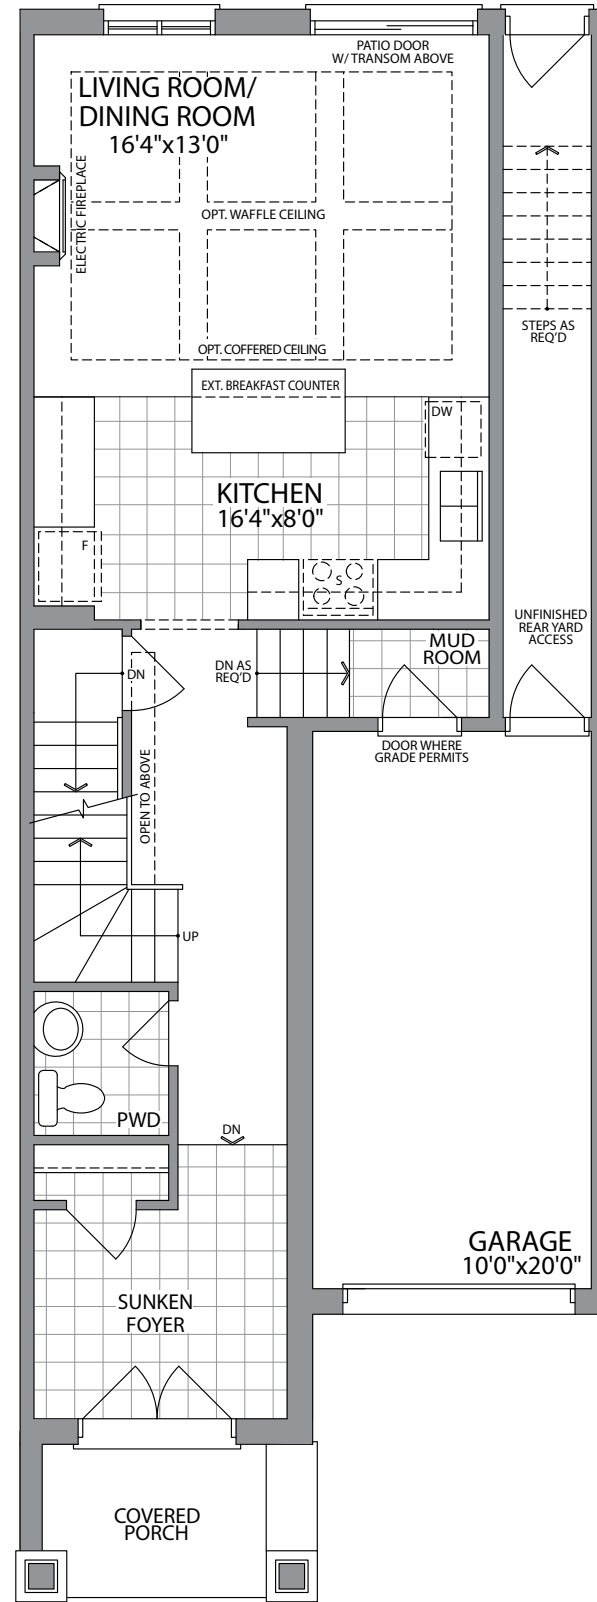 PATIO DOOR
W/ TRANSOM ABOVE
LIVING ROOM/
DINING ROOM
16'4"x13'0"
ELECTRIC FIREPLACE
OPT. WAFFLE CEILING
STEPS AS
REQ'D
OPT. COFFERED CEILING
EXT. BREAKFAST COUNTER
DW
KITCHEN
16'4"x8'0"
F
S
UNFINISHED
REAR YARD
ACCESS
MUD
ROOM
DN AS
REQ'D
DN
DOOR WHERE
GRADE PERMITS
OPEN TO ABOVE
UP
PWD
DN
GARAGE
10'0"x20'0"
SUNKEN
FOYER
COVERED
PORCH